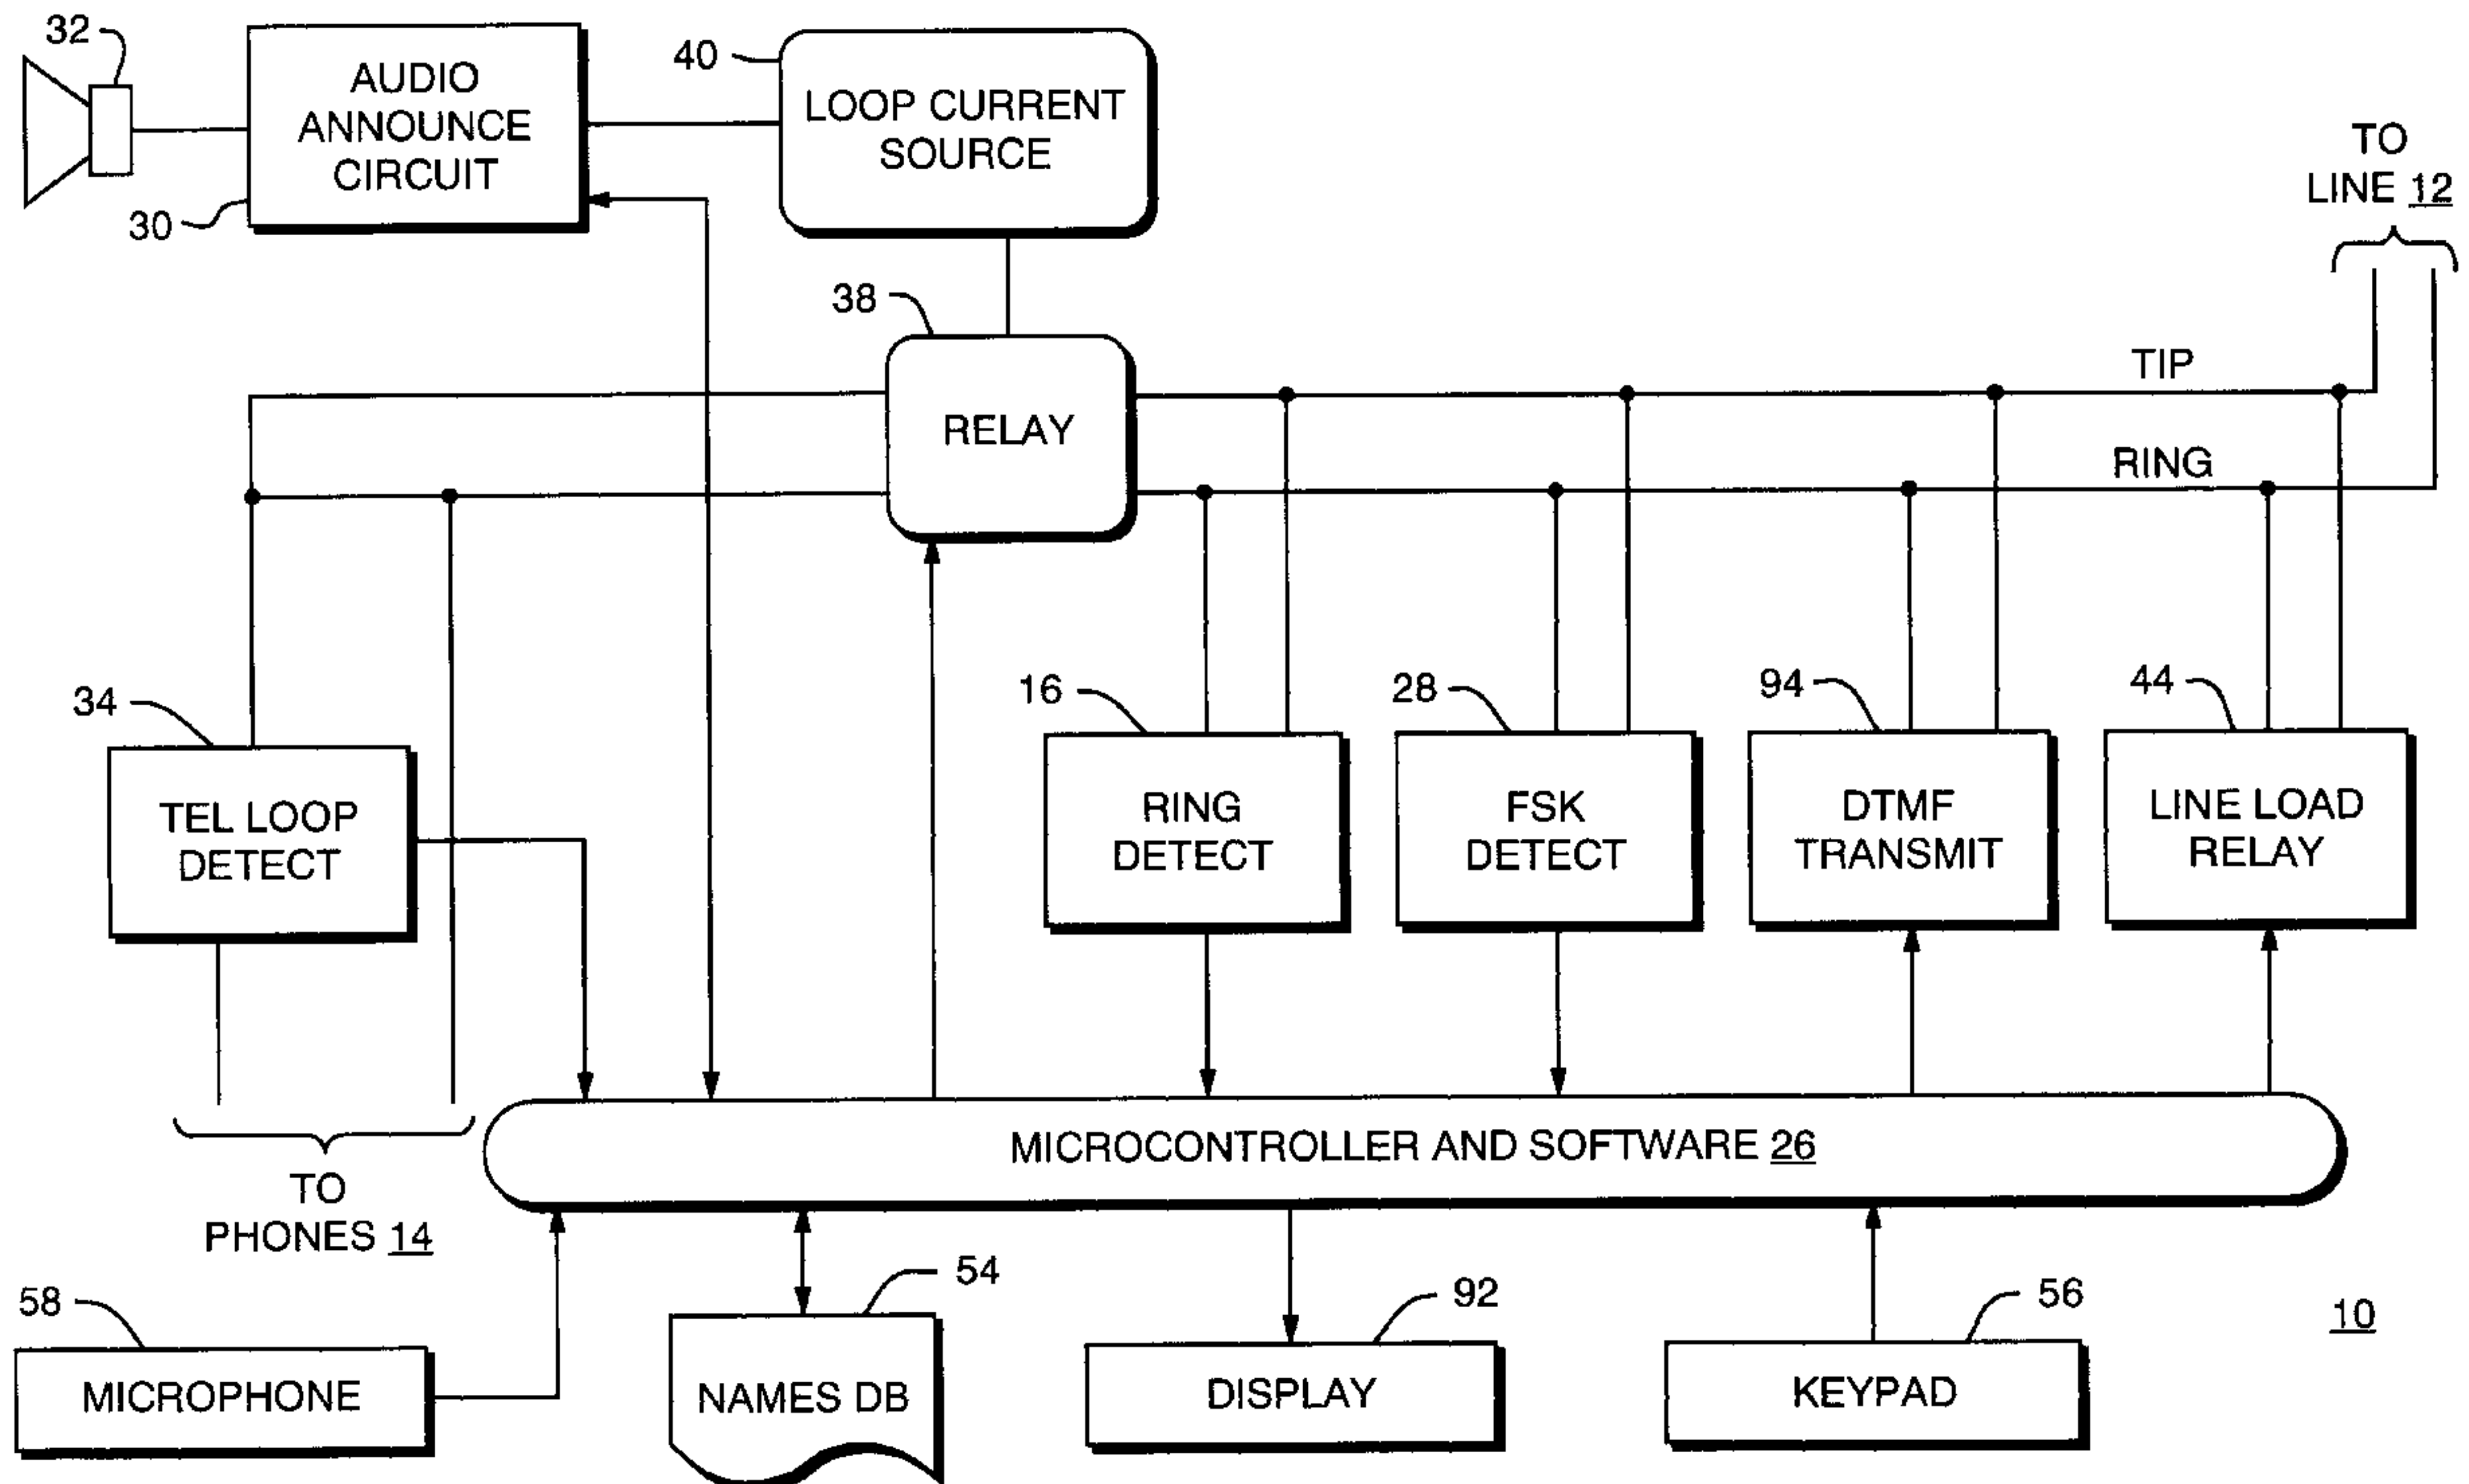 32
AUDIO
ANNOUNCE
CIRCUIT
30
40
LOOP CURRENT
SOURCE
TO
LINE 12
38
RELAY
TIP
RING
34
TEL LOOP
DETECT
16
RING
DETECT
28
FSK
DETECT
94
DTMF
TRANSMIT
44
LINE LOAD
RELAY
MICROCONTROLLER AND SOFTWARE 26
TO
PHONES 14
58
MICROPHONE
54
NAMES DB
92
DISPLAY
56
KEYPAD
10